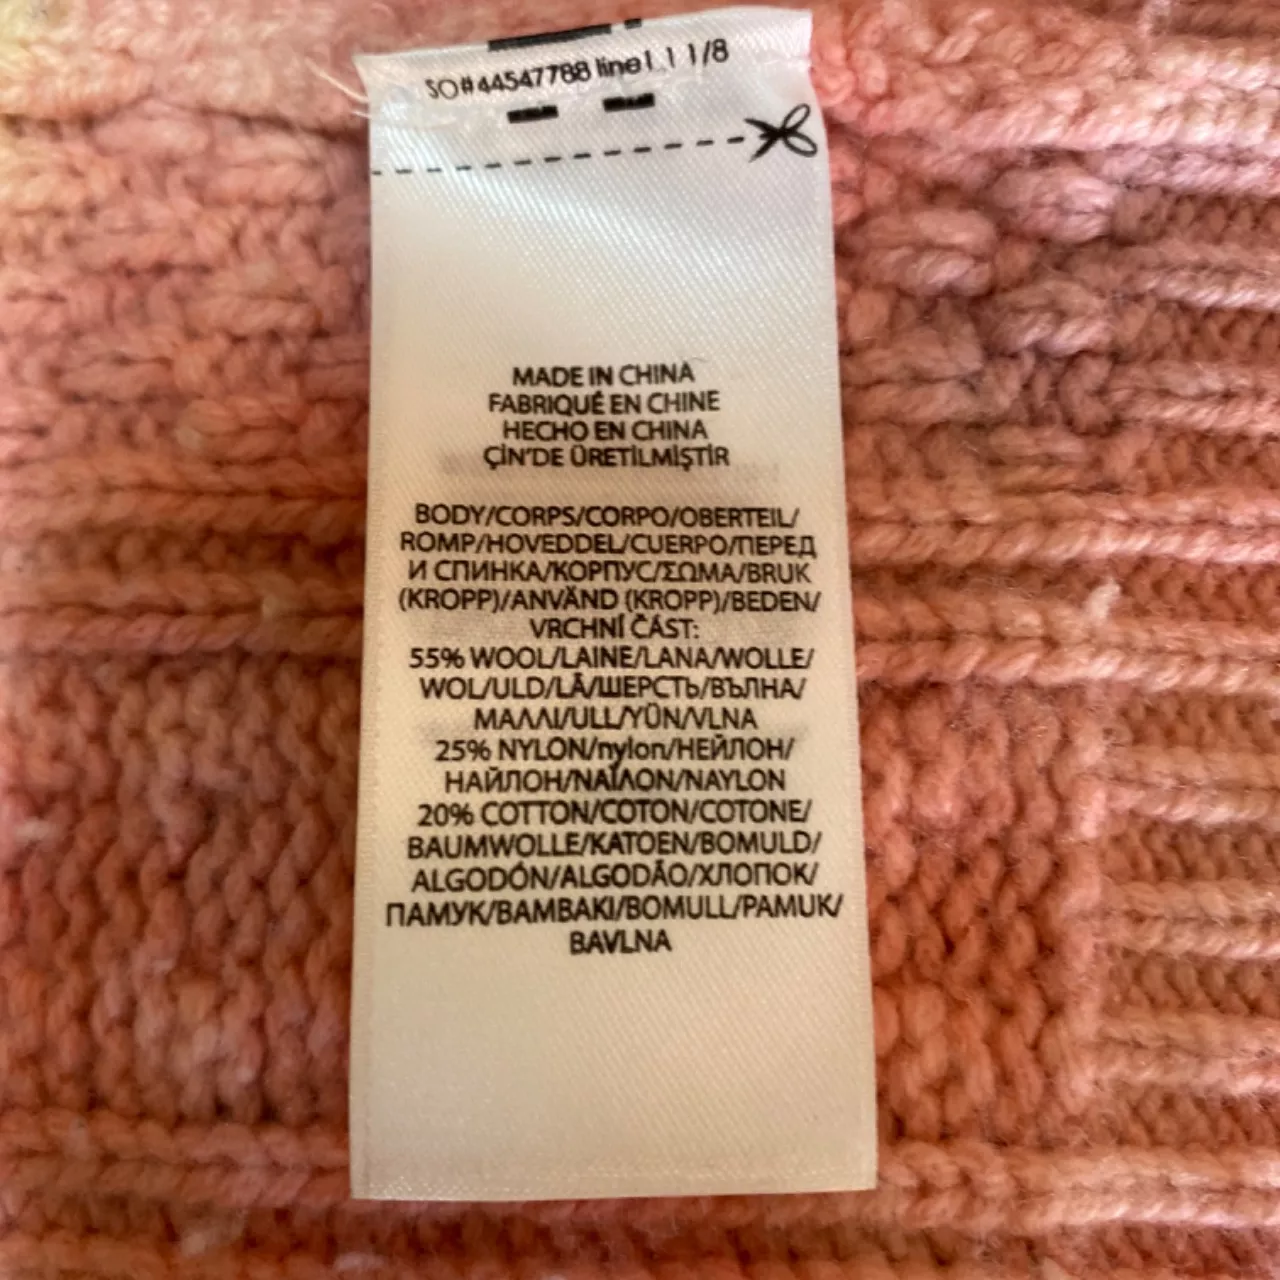 SO#44547788 line1 1 1/8
MADE IN CHINA
FABRIQUÉ EN CHINE
HECHO EN CHINA
ÇİN'DE ÜRETİLMİŞTİR
BODY/CORPS/CORPO/OBERTEIL/
ROMP/HOVEDDEL/CUERPO/ПЕРЕД
И СПИНКА/КОРПУС/ΣΩΜΑ/BRUK
(KROPP)/ANVÄND (KROPP)/BEDEN/
VRCHNÍ ČÁST:
55% WOOL/LAINE/LANA/WOLLE/
WOL/ULD/LÃ/ШЕРСТЬ/ВЪЛНА/
ΜΑΛΛΙ/ULL/YÜN/VLNA
25% NYLON/nylon/НЕЙЛОН/
НАЙЛОН/ΝΑΪΛΟΝ/NAYLON
20% COTTON/COTON/COTONE/
BAUMWOLLE/KATOEN/BOMULD/
ALGODÓN/ALGODÃO/ХЛОПОК/
ПАМУК/ΒΑΜΒΑΚΙ/BOMULL/PAMUK/
BAVLNA